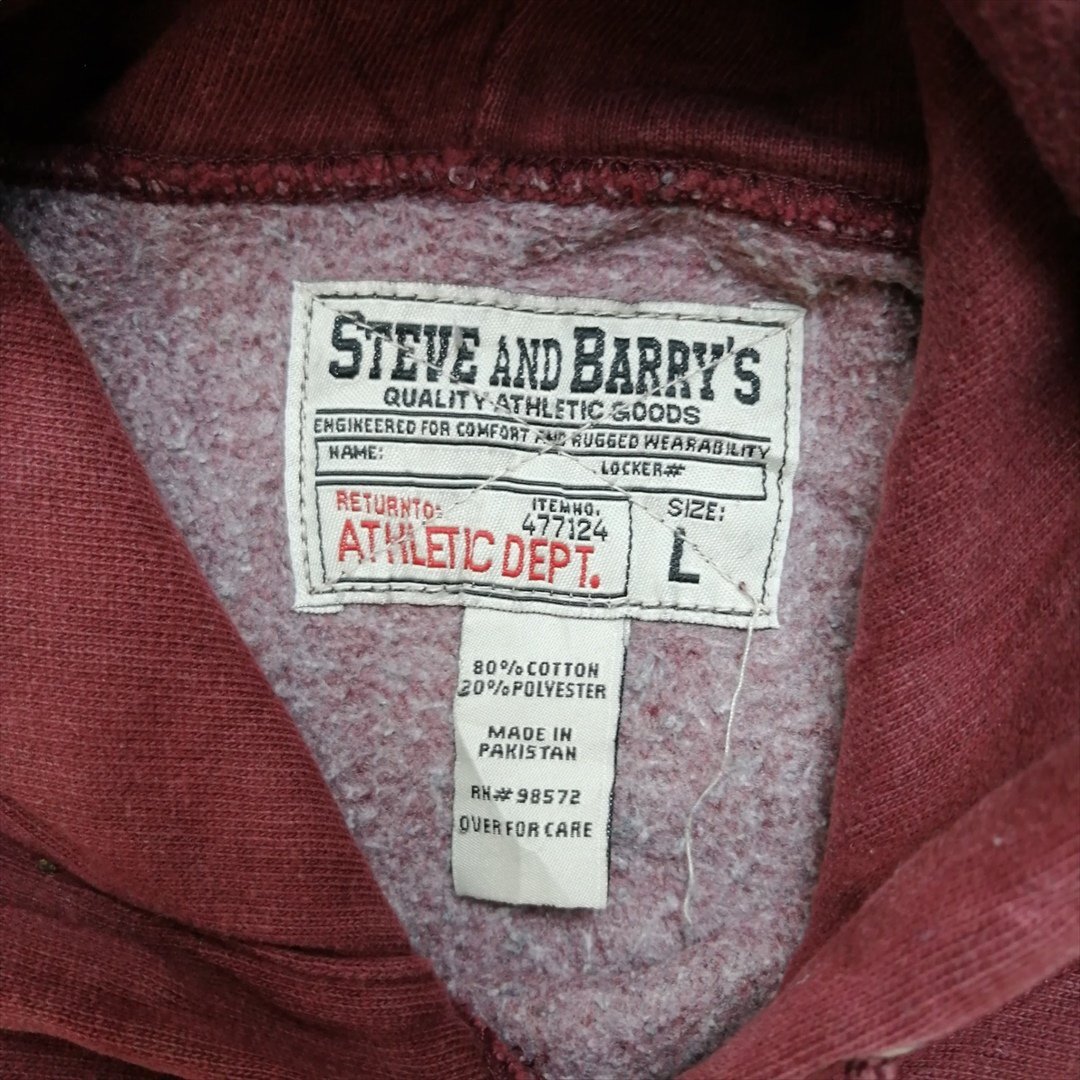 STEVE AND BARRY'S
QUALITY ATHLETIC GOODS
ENGINEERED FOR COMFORT AND RUGGED WEARABILITY
NAME: LOCKER#
RETURN TO: ITEM NO. SIZE:
477124
ATHLETIC DEPT. L
80% COTTON
20% POLYESTER
MADE IN
PAKISTAN
RN# 98572
OVER FOR CARE